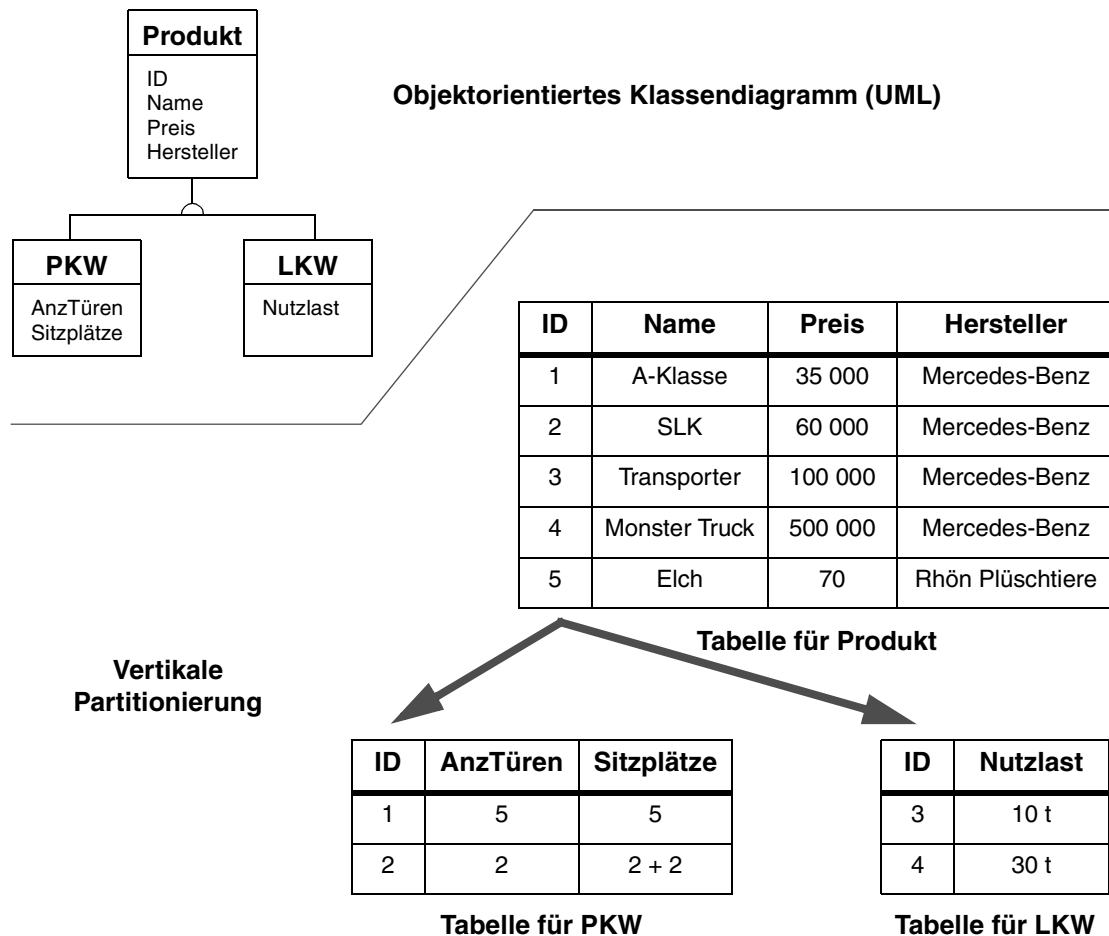 Produkt
ID
Name
Preis
Hersteller
Objektorientiertes Klassendiagramm (UML)
PKW
AnzTüren
Sitzplätze
LKW
Nutzlast
ID Name Preis Hersteller
1 A-Klasse 35 000 Mercedes-Benz
2 SLK 60 000 Mercedes-Benz
3 Transporter 100 000 Mercedes-Benz
4 Monster Truck 500 000 Mercedes-Benz
5 Elch 70 Rhön Plüschtiere
Tabelle für Produkt
Vertikale
Partitionierung
ID AnzTüren Sitzplätze
1 5 5
2 2 2 + 2
Tabelle für PKW
ID Nutzlast
3 10 t
4 30 t
Tabelle für LKW